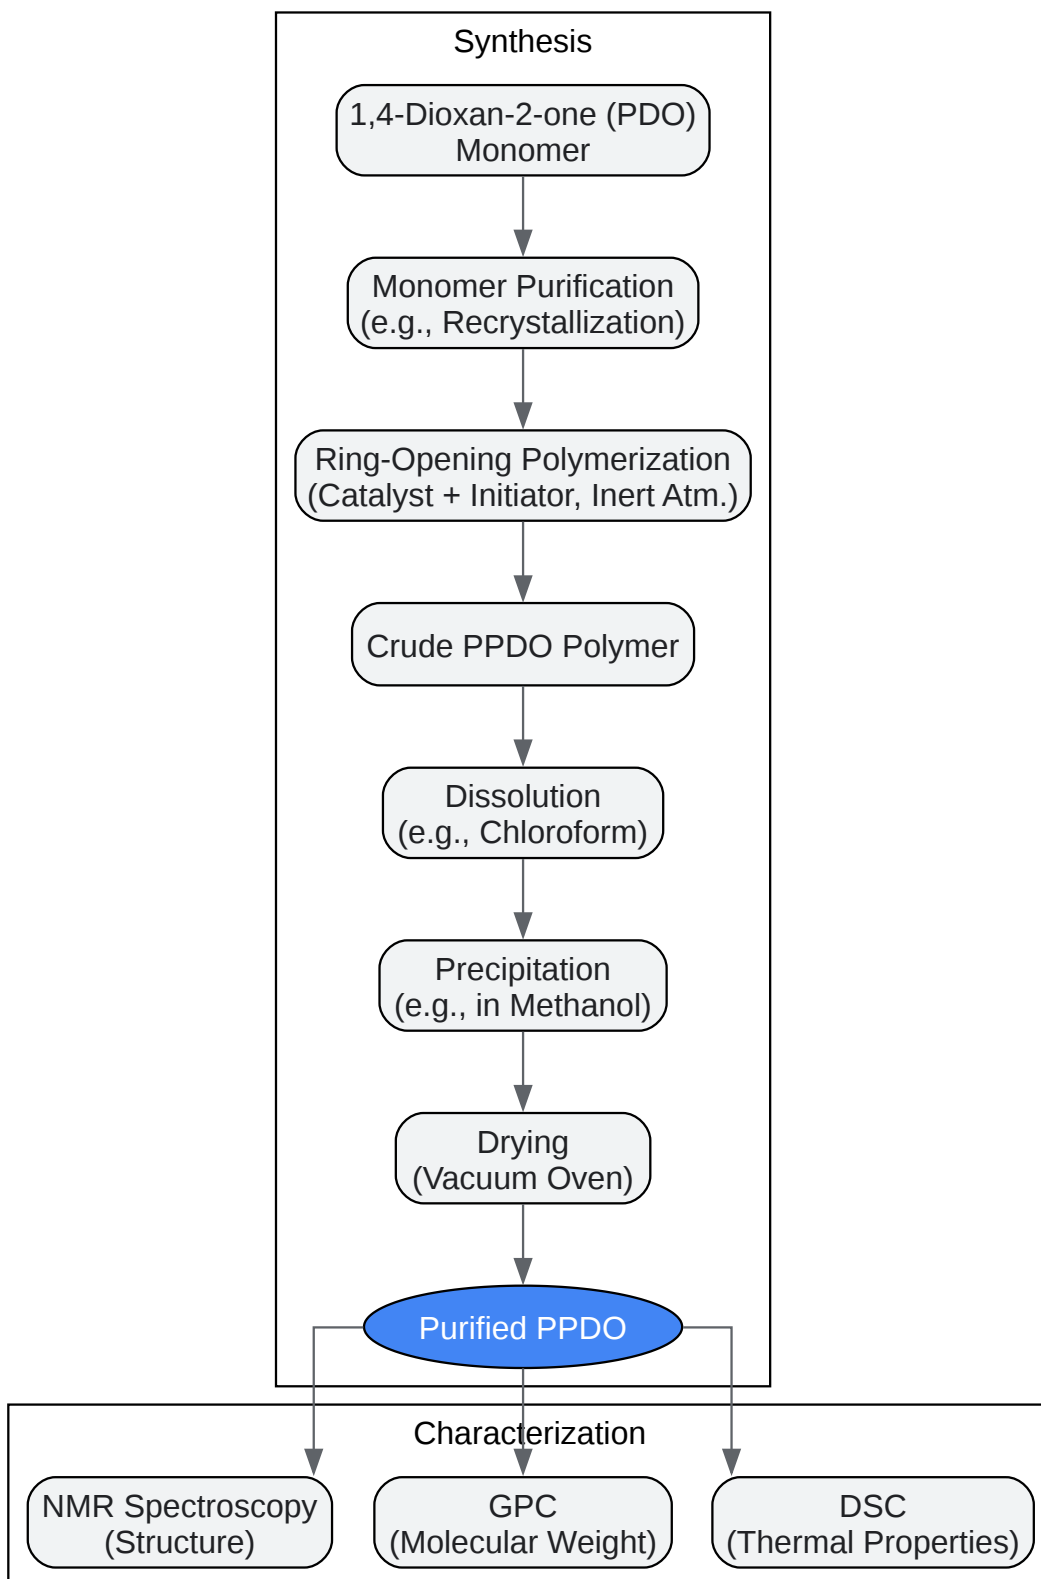 Synthesis
1,4-Dioxan-2-one (PDO)
Monomer
Monomer Purification
(e.g., Recrystallization)
Ring-Opening Polymerization
(Catalyst + Initiator, Inert Atm.)
Crude PPDO Polymer
Dissolution
(e.g., Chloroform)
Precipitation
(e.g., in Methanol)
Drying
(Vacuum Oven)
Purified PPDO
Characterization
NMR Spectroscopy
(Structure)
GPC
(Molecular Weight)
DSC
(Thermal Properties)